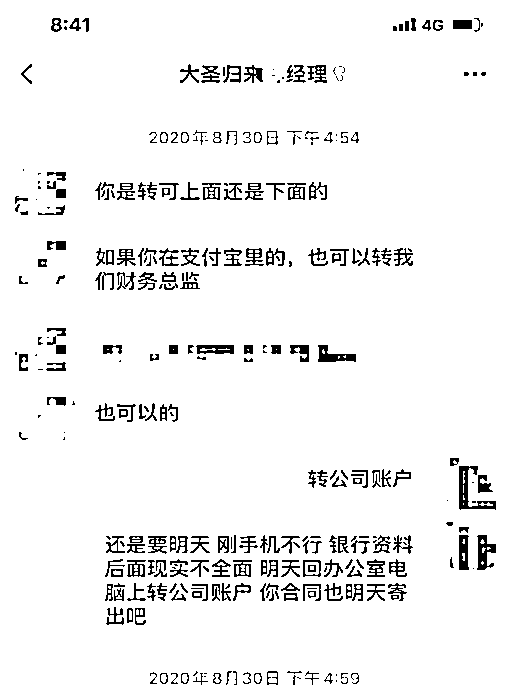 8:41
4G
大圣归来 经理
2020年8月30日 下午4:54
你是转可上面还是下面的
如果你在支付宝里的，也可以转我
们财务总监
也可以的
转公司账户
还是要明天 刚手机不行 银行资料
后面现实不全面 明天回办公室电
脑上转公司账户 你合同也明天寄
出吧
2020年8月30日 下午4:59